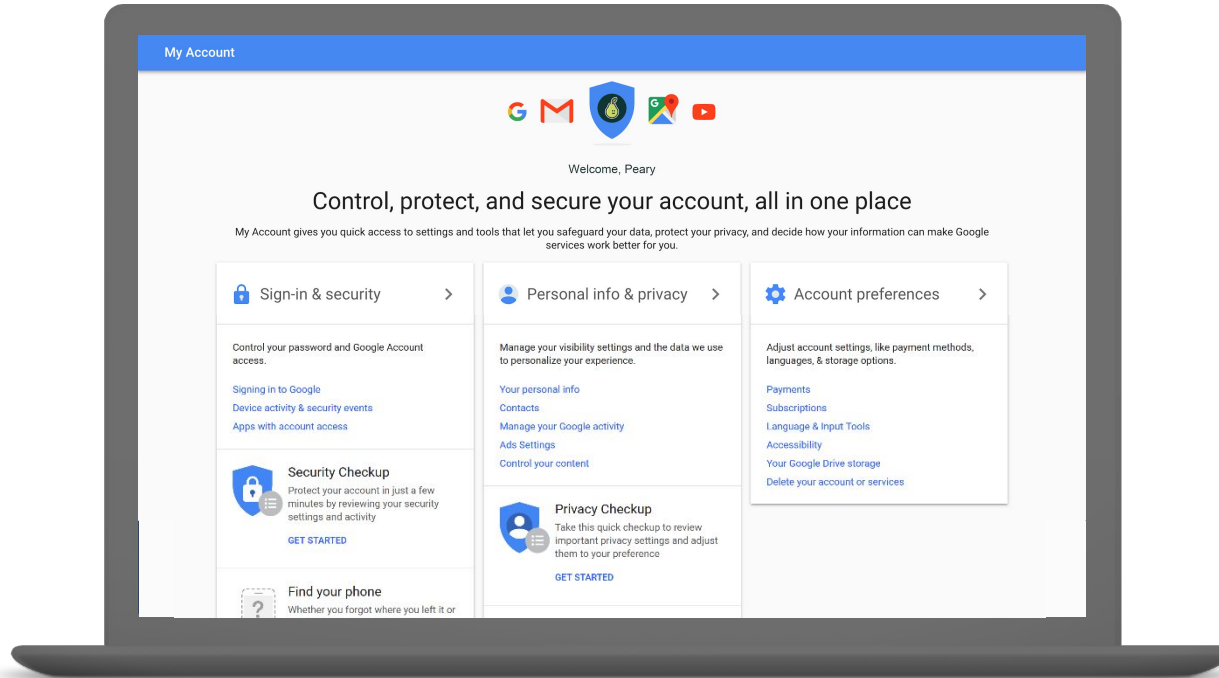 My Account
Welcome, Peary
Control, protect, and secure your account, all in one place
My Account gives you quick access to settings and tools that let you safeguard your data, protect your privacy, and decide how your information can make Google
services work better for you.
Sign-in & security
Control your password and Google Account
access.
Signing in to Google
Device activity & security events
Apps with account access
Security Checkup
Protect your account in just a few
minutes by reviewing your security
settings and activity
GET STARTED
Find your phone
Whether you forgot where you left it or
Personal info & privacy
Manage your visibility settings and the data we use
to personalize your experience.
Your personal info
Contacts
Manage your Google activity
Ads Settings
Control your content
Privacy Checkup
Take this quick checkup to review
important privacy settings and adjust
them to your preference
GET STARTED
Account preferences
Adjust account settings, like payment methods,
languages, & storage options.
Payments
Subscriptions
Language & Input Tools
Accessibility
Your Google Drive storage
Delete your account or services